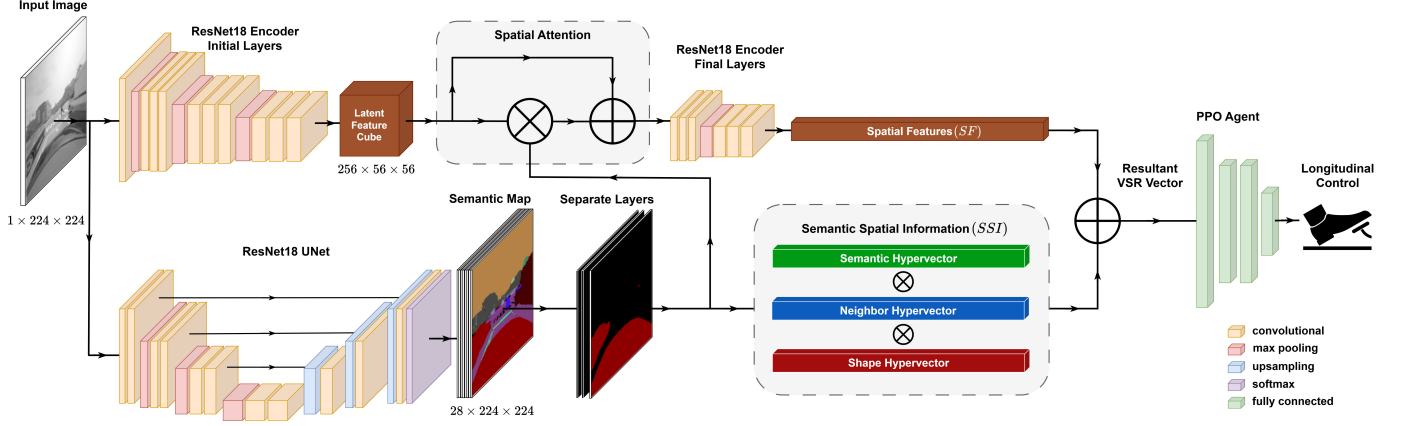 Input Image
ResNet18 Encoder
Initial Layers
Latent
Feature
Cube
256 × 56 × 56
1 × 224 × 224
Spatial Attention
ResNet18 Encoder
Final Layers
Spatial Features (SF)
PPO Agent
Resultant
VSR Vector
Longitudinal
Control
ResNet18 UNet
Semantic Map
28 × 224 × 224
Separate Layers
Semantic Spatial Information (SSI)
Semantic Hypervector
Neighbor Hypervector
Shape Hypervector
convolutional
max pooling
upsampling
softmax
fully connected